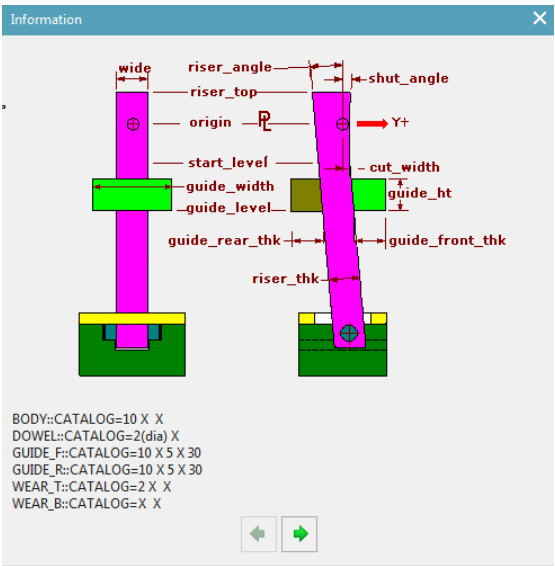 Information
wide
riser_angle
shut_angle
riser_top
origin
PL
Y+
start_level
cut_width
guide_width
guide_ht
guide_level
guide_rear_thk
guide_front_thk
riser_thk
BODY::CATALOG=10 X  X
DOWEL::CATALOG=2(dia) X
GUIDE_F::CATALOG=10 X 5 X 30
GUIDE_R::CATALOG=10 X 5 X 30
WEAR_T::CATALOG=2 X  X
WEAR_B::CATALOG=X  X